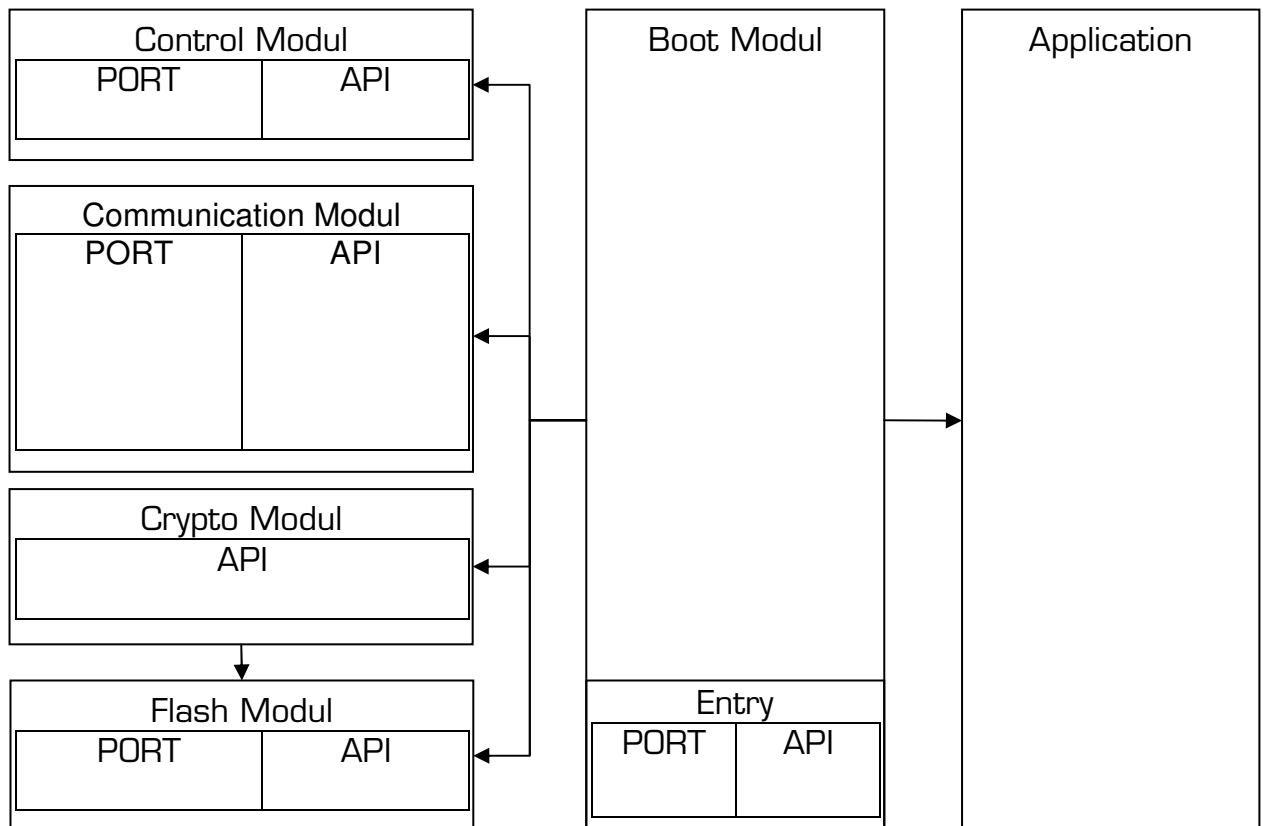 Control Modul
PORT API
Communication Modul
PORT API
Crypto Modul
API
Flash Modul
PORT API
Boot Modul
Entry
PORT API
Application